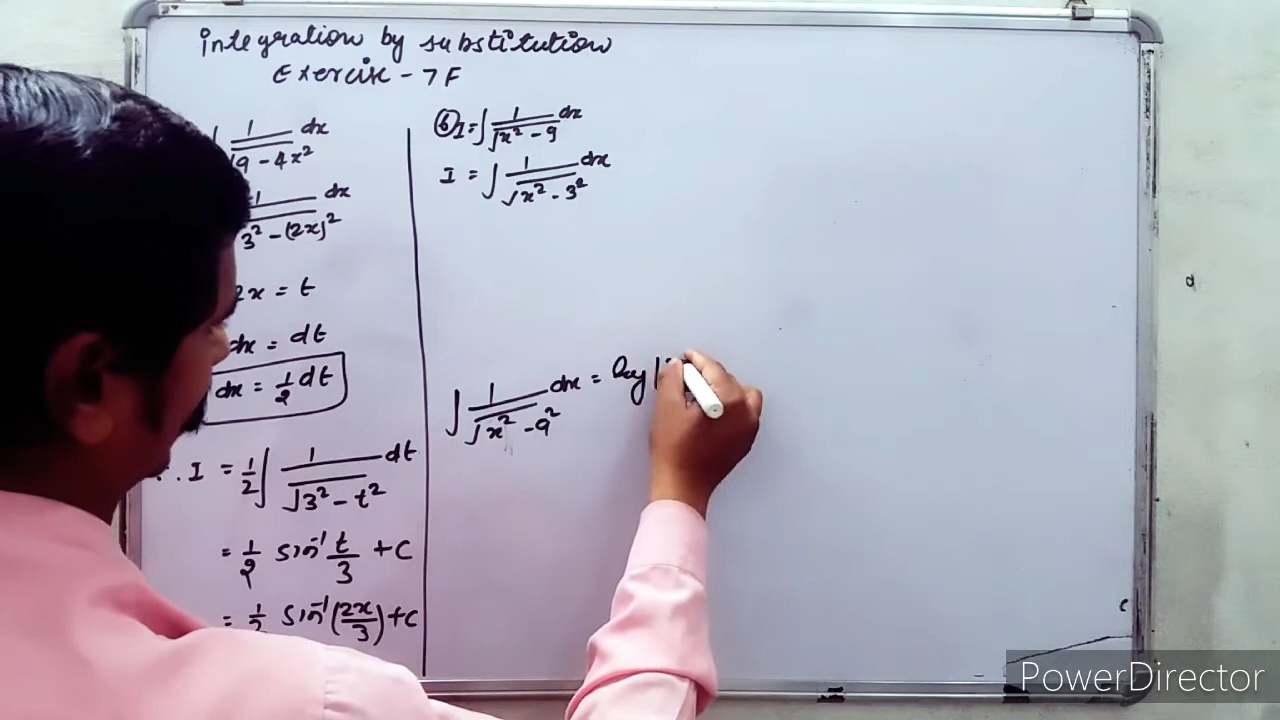 integration by substitution
Exercise - 7F
∫ 1/√9 - 4x² dx
1/3² - (2x)² dx
2x = t
dx = dt
dx = 1/2 dt
∴ I = 1/2 ∫ 1/√3² - t² dt
= 1/2 sin⁻¹ t/3 + c
= 1/2 sin⁻¹ (2x/3) + c
⑥ I = ∫ 1/√x² - 9 dx
I = ∫ 1/√x² - 3² dx
∫ 1/√x² - a² dx = log |
PowerDirector